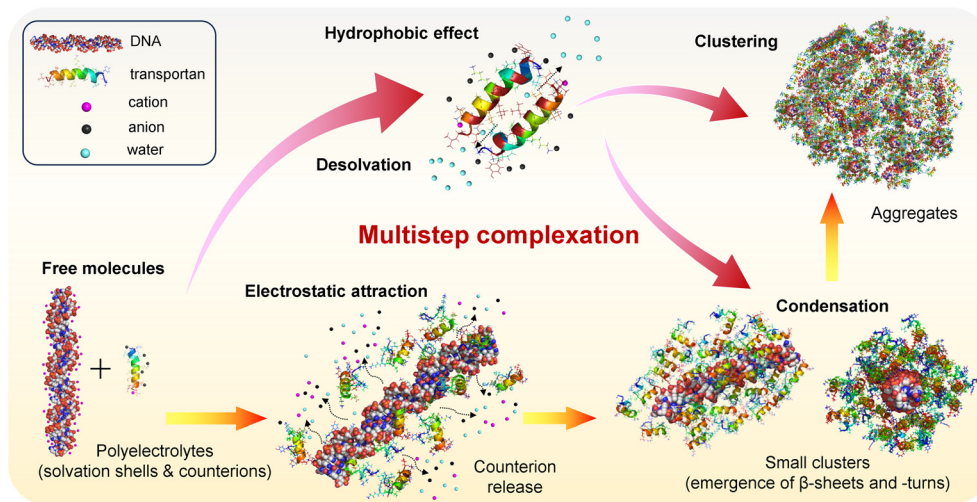 DNA
transportan
cation
anion
water
Hydrophobic effect
Desolvation
Clustering
Aggregates
Multistep complexation
Free molecules
+
Polyelectrolytes
(solvation shells & counterions)
Electrostatic attraction
Counterion
release
Condensation
Small clusters
(emergence of β-sheets and -turns)